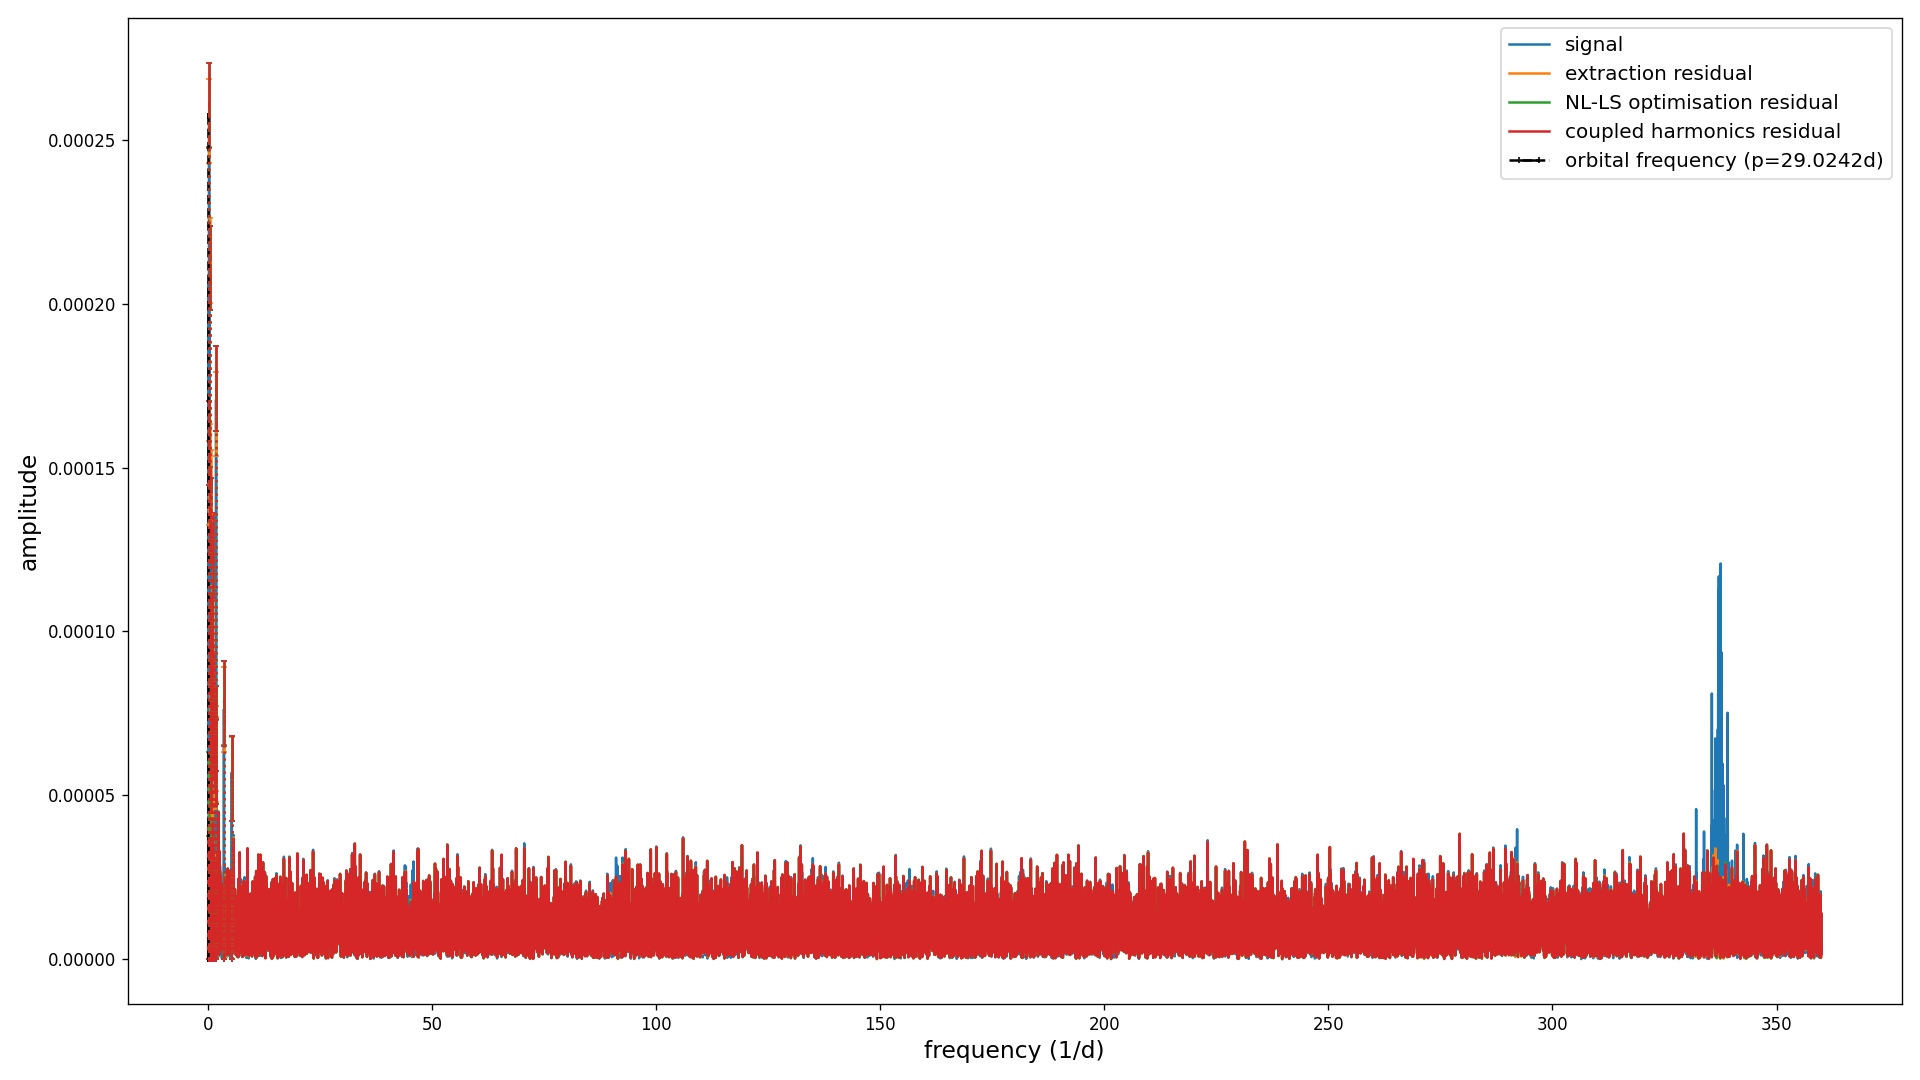 signal
extraction residual
NL-LS optimisation residual
coupled harmonics residual
orbital frequency (p=29.0242d)
0.00025
0.00020
0.00015
0.00010
0.00005
0.00000
amplitude
0 50 100 150 200 250 300 350
frequency (1/d)